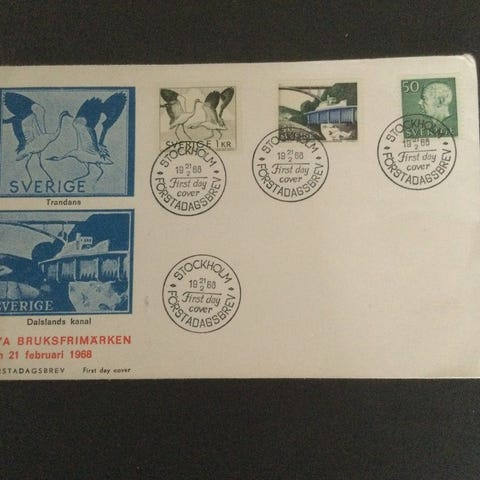 SVERIGE
Trandans
SVERIGE
Dalslands kanal
YA BRUKSFRIMÄRKEN
n 21 februari 1968
RSTADAGSBREV First day cover
SVERIGE 1 KR
50
SVERIGE
STOCKHOLM
19 21/2 68
First day
cover
FÖRSTADAGSBREV
STOCKHOLM
19 21/2 68
First day
cover
FÖRSTADAGSBREV
STOCKHOLM
19 21/2 68
First day
cover
FÖRSTADAGSBREV
STOCKHOLM
19 21/2 68
First day
cover
FÖRSTADAGSBREV